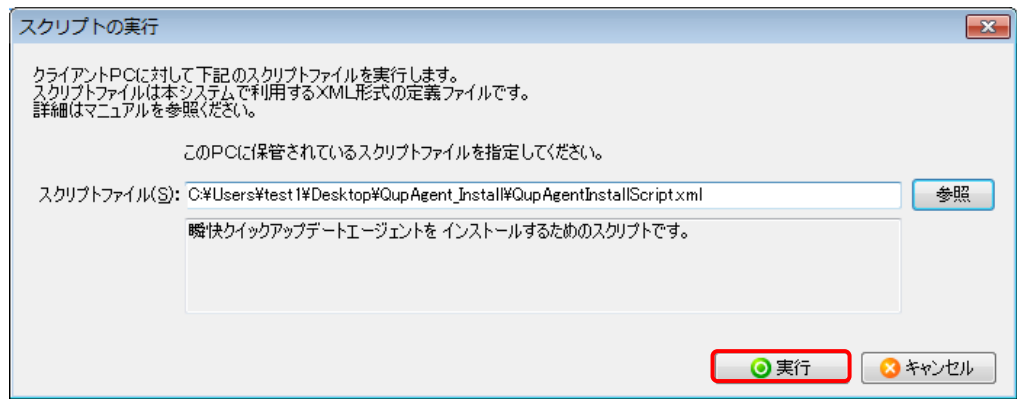 スクリプトの実行
クライアントPCに対して下記のスクリプトファイルを実行します。
スクリプトファイルは本システムで利用するXML形式の定義ファイルです。
詳細はマニュアルを参照ください。
このPCに保管されているスクリプトファイルを指定してください。
スクリプトファイル(S): C:¥Users¥test1¥Desktop¥QupAgent_Install¥QupAgentInstallScript.xml 参照
瞬快クイックアップデートエージェントを インストールするためのスクリプトです。
実行 キャンセル